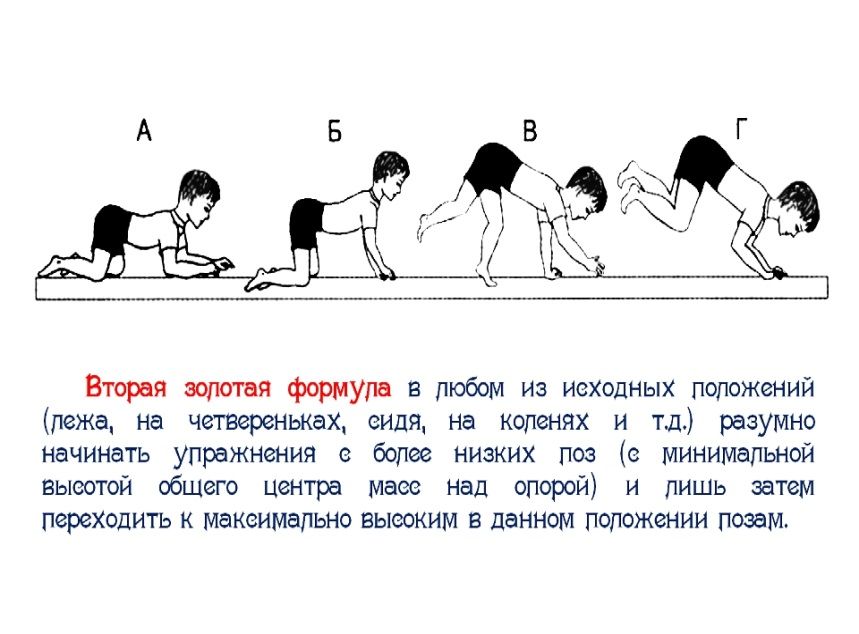 А Б В Г
Вторая золотая формула в любом из исходных положений
(лежа, на четвереньках, сидя, на коленях и т.д.) разумно
начинать упражнения с более низких поз (с минимальной
высотой общего центра масс над опорой) и лишь затем
переходить к максимально высоким в данном положении позам.